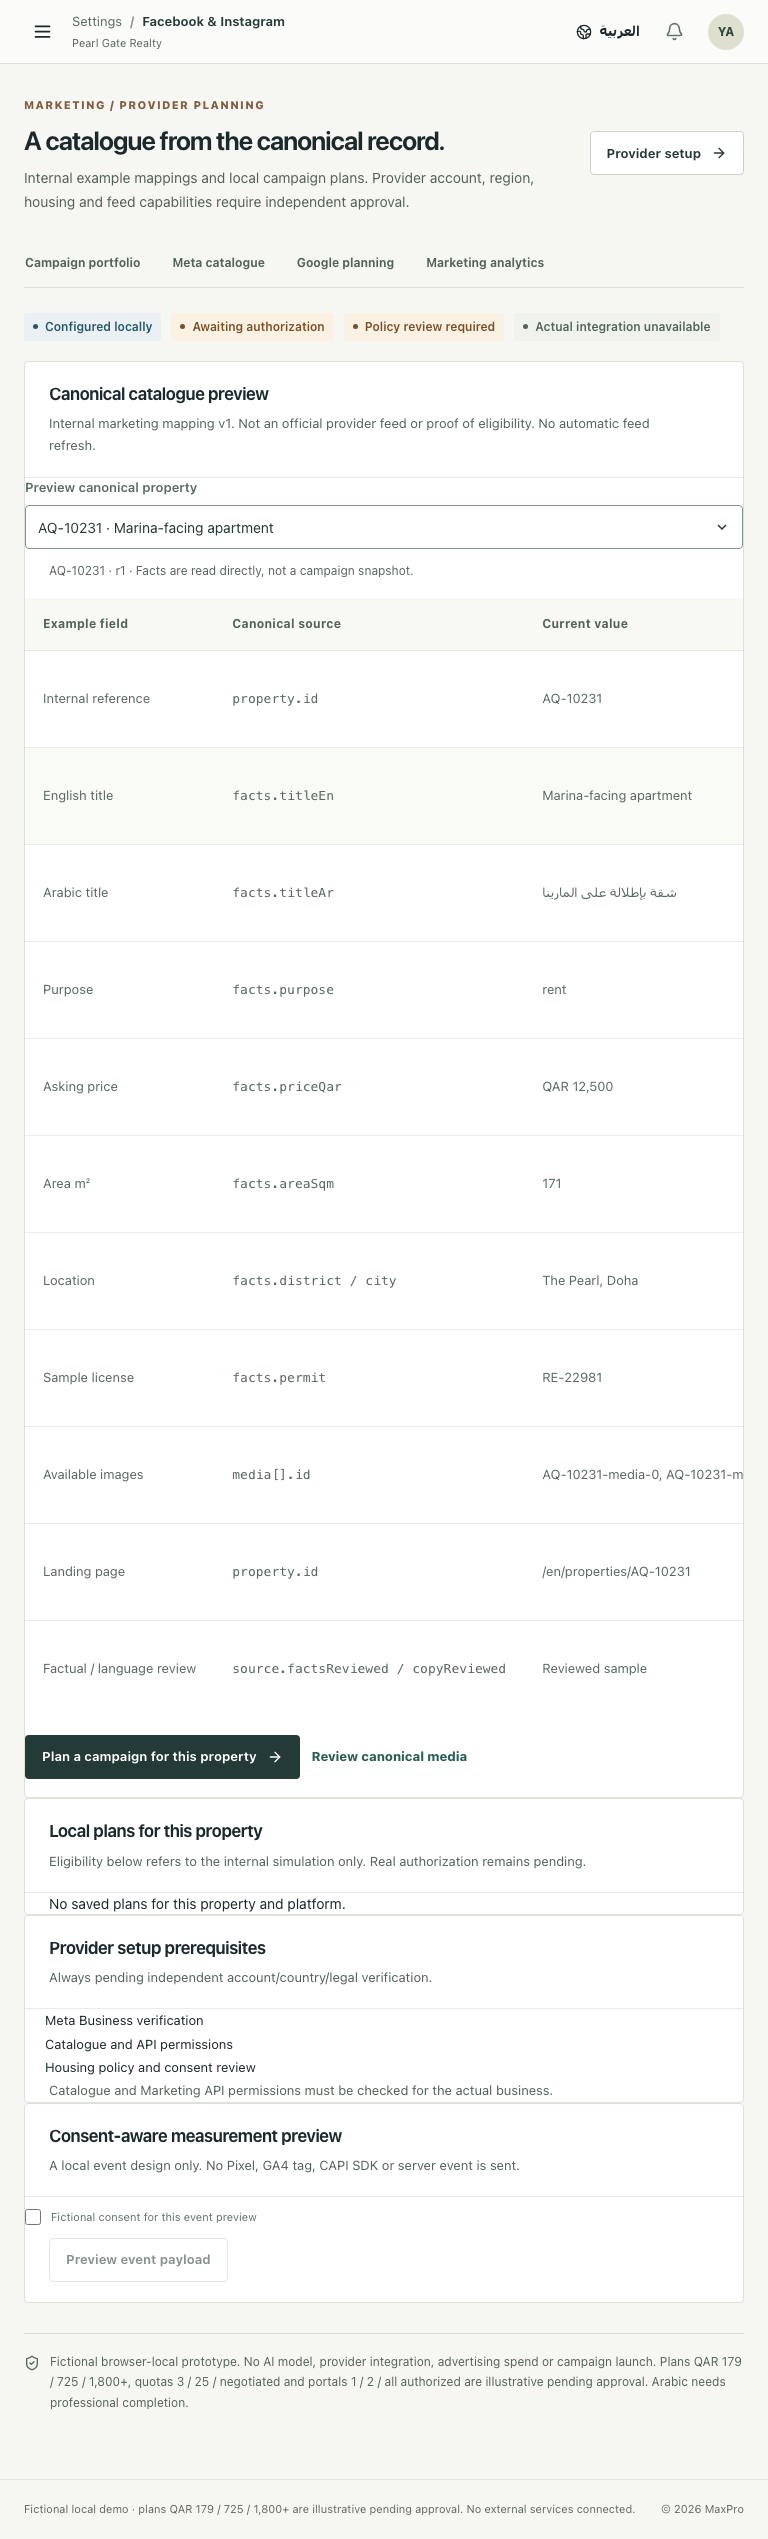 Settings / Facebook & Instagram
Pearl Gate Realty
العربية
YA
MARKETING / PROVIDER PLANNING
A catalogue from the canonical record.
Internal example mappings and local campaign plans. Provider account, region,
housing and feed capabilities require independent approval.
Provider setup
Campaign portfolio Meta catalogue Google planning Marketing analytics
Configured locally Awaiting authorization Policy review required Actual integration unavailable
Canonical catalogue preview
Internal marketing mapping v1. Not an official provider feed or proof of eligibility. No automatic feed
refresh.
Preview canonical property
AQ-10231 · Marina-facing apartment
AQ-10231 · r1 · Facts are read directly, not a campaign snapshot.
Example field Canonical source Current value
Internal reference property.id AQ-10231
English title facts.titleEn Marina-facing apartment
Arabic title facts.titleAr شقة بإطلالة على المارينا
Purpose facts.purpose rent
Asking price facts.priceQar QAR 12,500
Area m² facts.areaSqm 171
Location facts.district / city The Pearl, Doha
Sample license facts.permit RE-22981
Available images media[].id AQ-10231-media-0, AQ-10231-m
Landing page property.id /en/properties/AQ-10231
Factual / language review source.factsReviewed / copyReviewed Reviewed sample
Plan a campaign for this property Review canonical media
Local plans for this property
Eligibility below refers to the internal simulation only. Real authorization remains pending.
No saved plans for this property and platform.
Provider setup prerequisites
Always pending independent account/country/legal verification.
Meta Business verification
Catalogue and API permissions
Housing policy and consent review
Catalogue and Marketing API permissions must be checked for the actual business.
Consent-aware measurement preview
A local event design only. No Pixel, GA4 tag, CAPI SDK or server event is sent.
Fictional consent for this event preview
Preview event payload
Fictional browser-local prototype. No AI model, provider integration, advertising spend or campaign launch. Plans QAR 179
/ 725 / 1,800+, quotas 3 / 25 / negotiated and portals 1 / 2 / all authorized are illustrative pending approval. Arabic needs
professional completion.
Fictional local demo · plans QAR 179 / 725 / 1,800+ are illustrative pending approval. No external services connected. © 2026 MaxPro